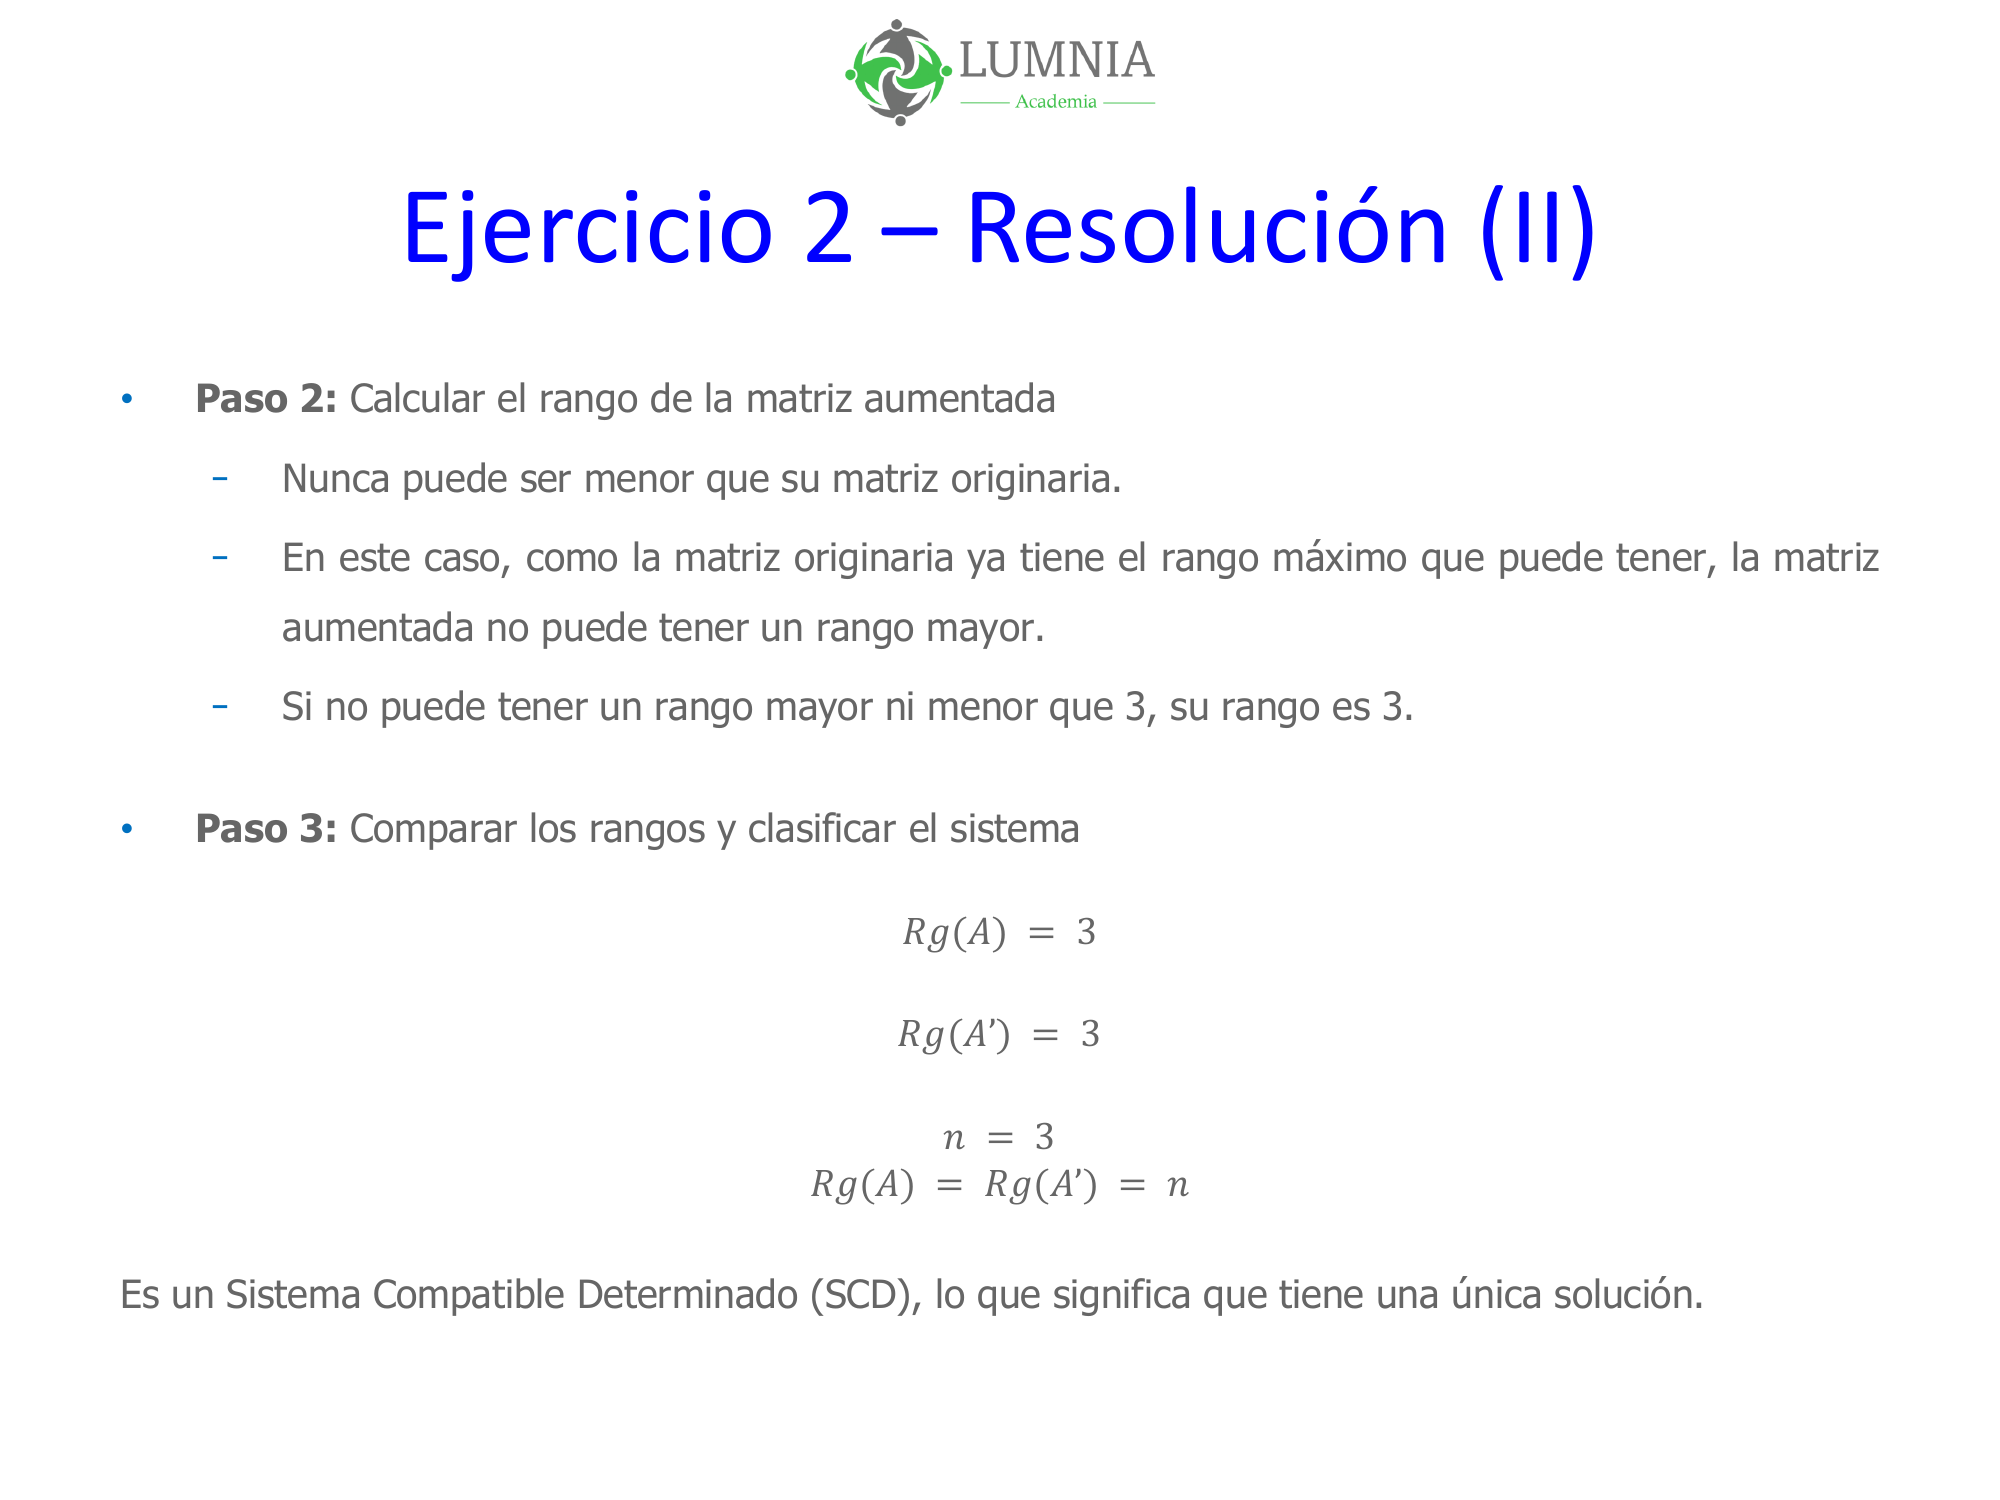 LUMNIA
Academia
Ejercicio 2 – Resolución (II)
• Paso 2: Calcular el rango de la matriz aumentada
− Nunca puede ser menor que su matriz originaria.
− En este caso, como la matriz originaria ya tiene el rango máximo que puede tener, la matriz
aumentada no puede tener un rango mayor.
− Si no puede tener un rango mayor ni menor que 3, su rango es 3.
• Paso 3: Comparar los rangos y clasificar el sistema
Rg(A) = 3
Rg(A’) = 3
n = 3
Rg(A) = Rg(A’) = n
Es un Sistema Compatible Determinado (SCD), lo que significa que tiene una única solución.